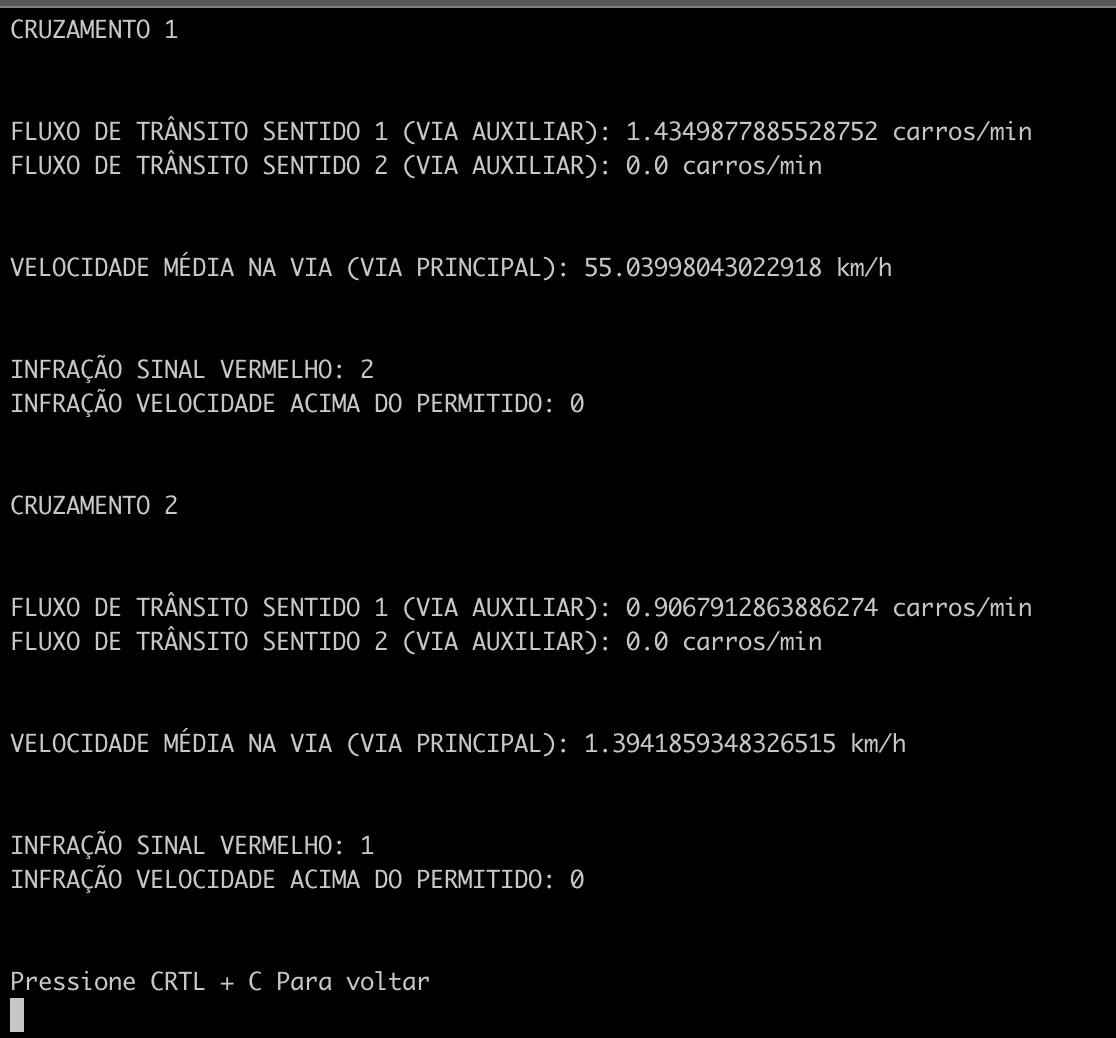 CRUZAMENTO 1
FLUXO DE TRÂNSITO SENTIDO 1 (VIA AUXILIAR): 1.4349877885528752 carros/min
FLUXO DE TRÂNSITO SENTIDO 2 (VIA AUXILIAR): 0.0 carros/min
VELOCIDADE MÉDIA NA VIA (VIA PRINCIPAL): 55.03998043022918 km/h
INFRAÇÃO SINAL VERMELHO: 2
INFRAÇÃO VELOCIDADE ACIMA DO PERMITIDO: 0
CRUZAMENTO 2
FLUXO DE TRÂNSITO SENTIDO 1 (VIA AUXILIAR): 0.9067912863886274 carros/min
FLUXO DE TRÂNSITO SENTIDO 2 (VIA AUXILIAR): 0.0 carros/min
VELOCIDADE MÉDIA NA VIA (VIA PRINCIPAL): 1.3941859348326515 km/h
INFRAÇÃO SINAL VERMELHO: 1
INFRAÇÃO VELOCIDADE ACIMA DO PERMITIDO: 0
Pressione CRTL + C Para voltar